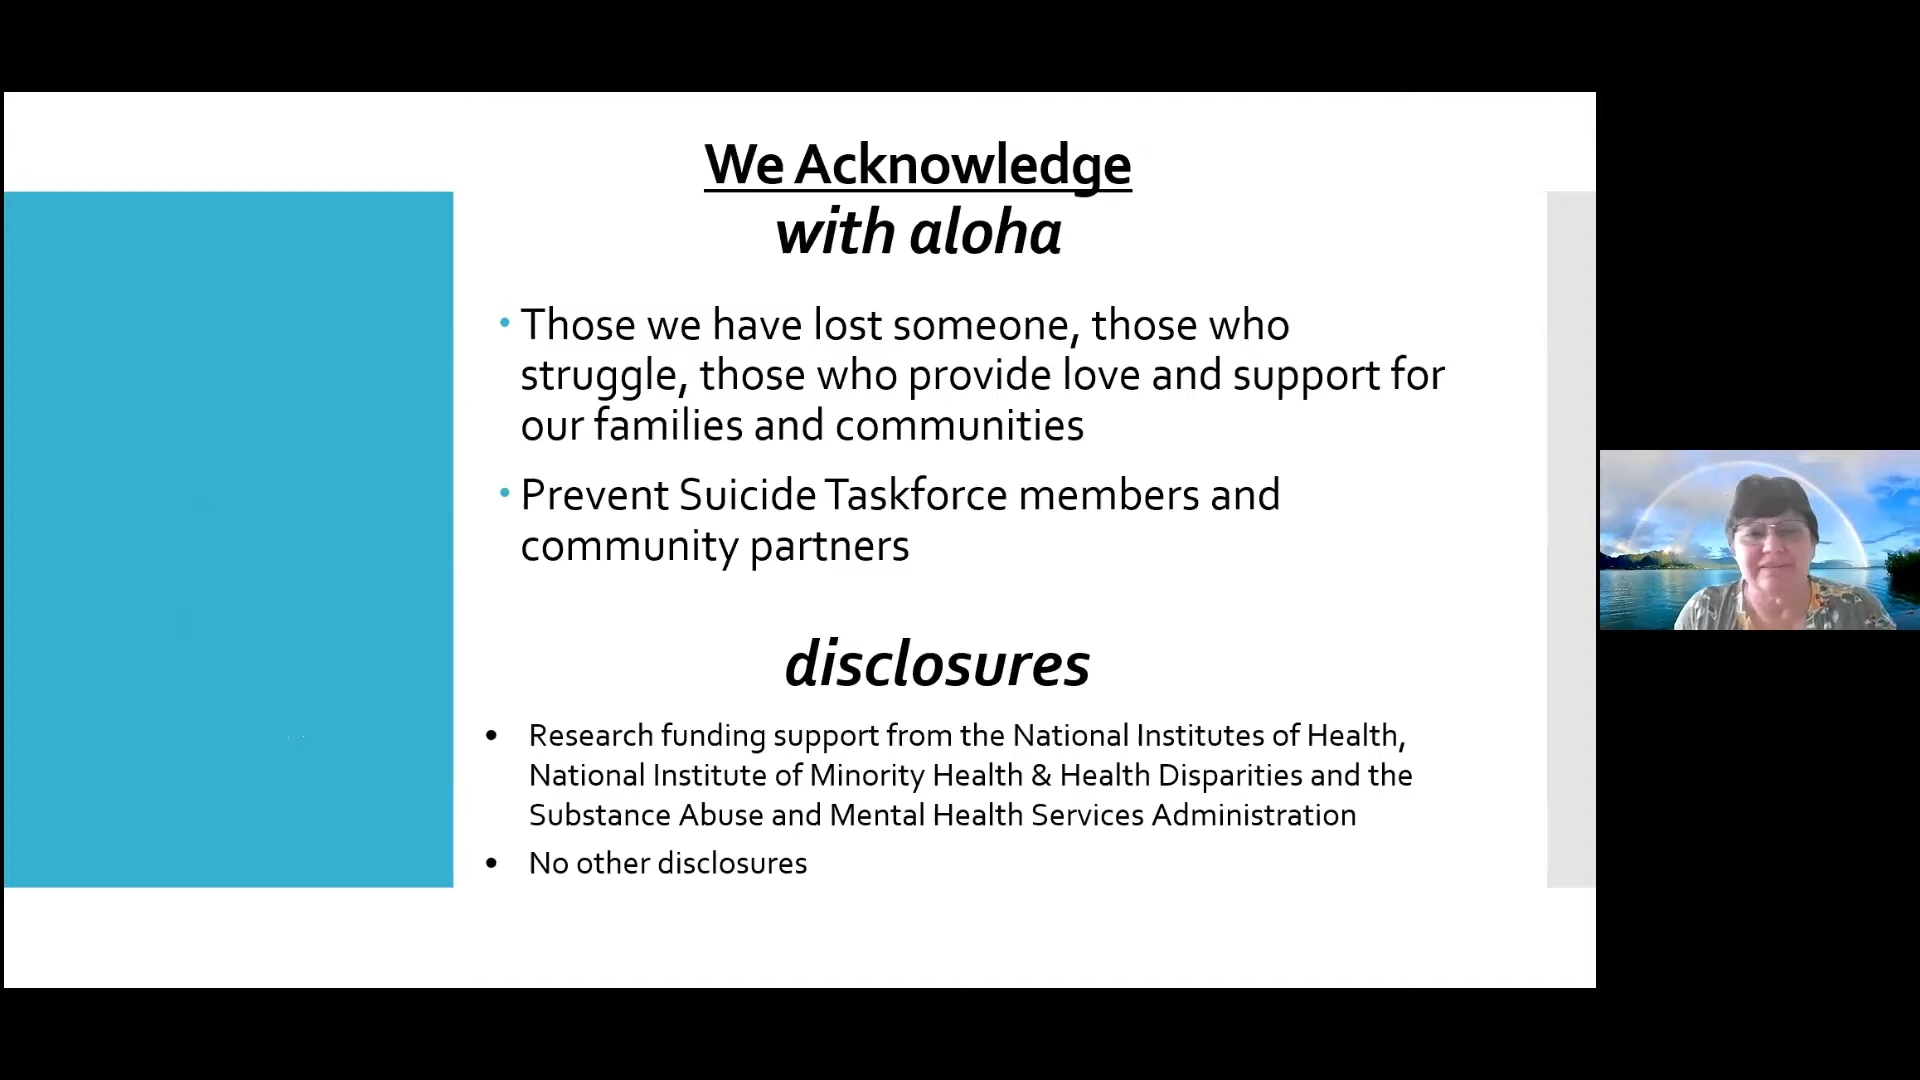 We Acknowledge
with aloha
• Those we have lost someone, those who
struggle, those who provide love and support for
our families and communities
• Prevent Suicide Taskforce members and
community partners
disclosures
• Research funding support from the National Institutes of Health,
National Institute of Minority Health & Health Disparities and the
Substance Abuse and Mental Health Services Administration
• No other disclosures